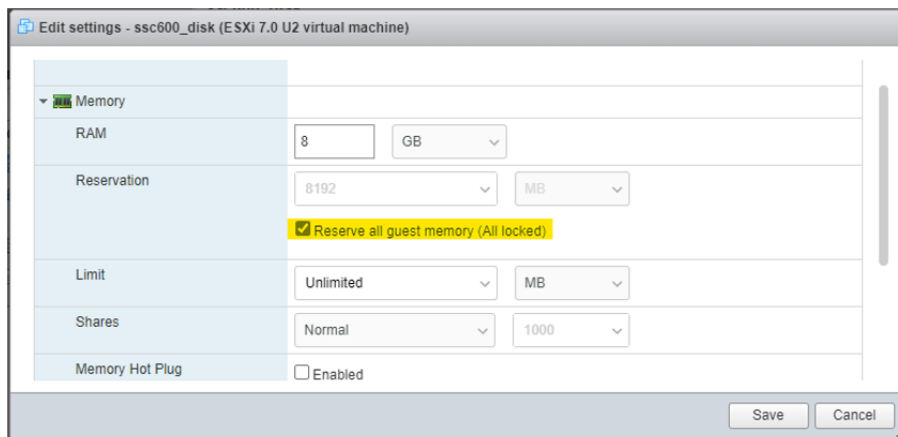 Edit settings - ssc600_disk (ESXi 7.0 U2 virtual machine)
Memory
RAM
8 GB
Reservation
8192 MB
Reserve all guest memory (All locked)
Limit
Unlimited MB
Shares
Normal 1000
Memory Hot Plug
Enabled
Save Cancel